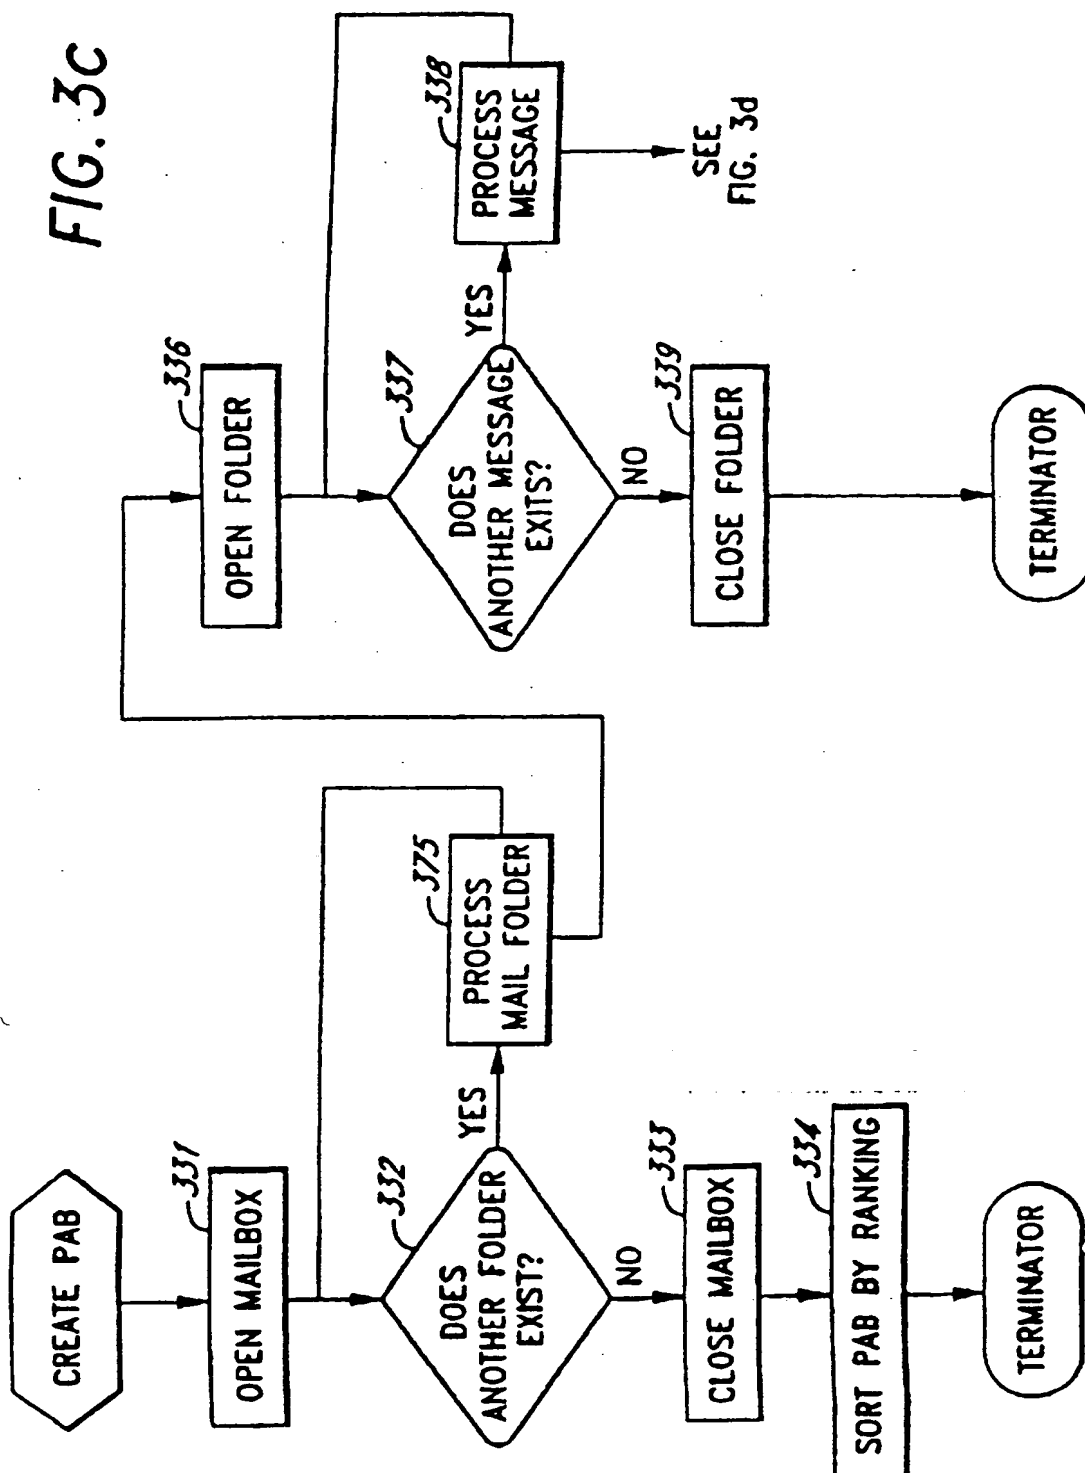 FIG. 3c
CREATE PAB
331
OPEN MAILBOX
332
DOES
ANOTHER FOLDER
EXIST?
YES
375
PROCESS
MAIL FOLDER
NO
333
CLOSE MAILBOX
334
SORT PAB BY RANKING
TERMINATOR
336
OPEN FOLDER
337
DOES
ANOTHER MESSAGE
EXITS?
YES
338
PROCESS
MESSAGE
SEE
FIG. 3d
NO
339
CLOSE FOLDER
TERMINATOR